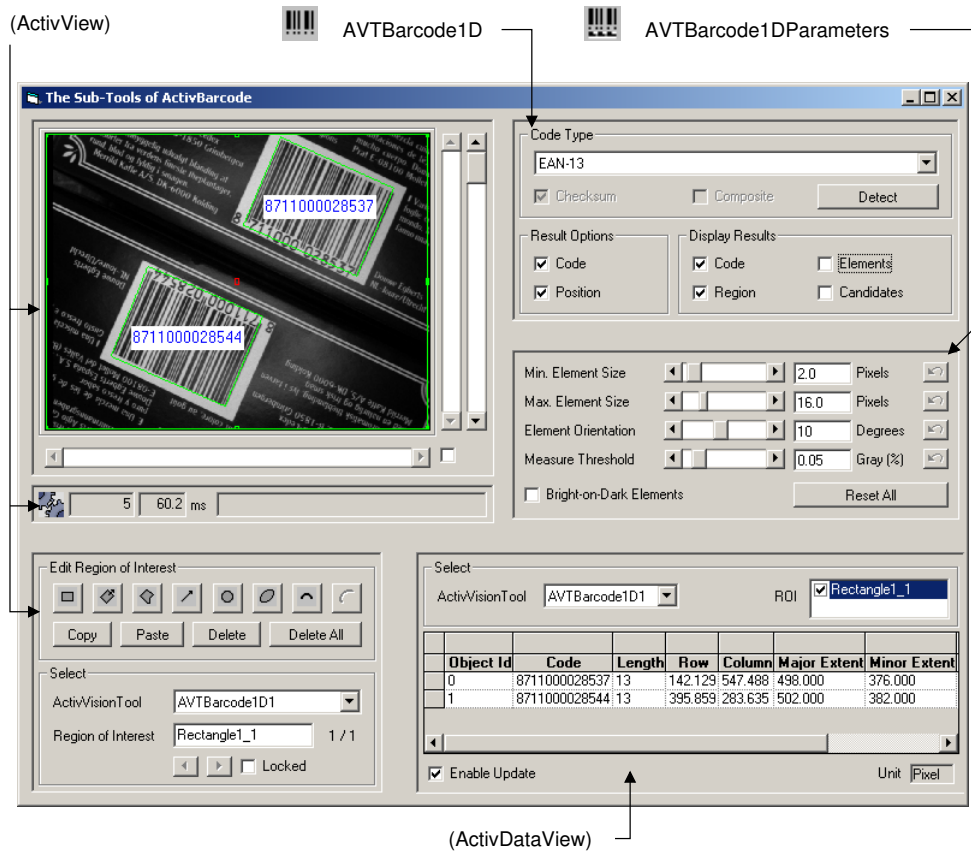 (ActivView)
AVTBarcode1D
AVTBarcode1DParameters
The Sub-Tools of ActivBarcode
8711000028537
8 711000 028537
8711000028544
8 711000 028544
5
60.2 ms
Code Type
EAN-13
Checksum
Composite
Detect
Result Options
Code
Position
Display Results
Code
Elements
Region
Candidates
Min. Element Size
2.0
Pixels
Max. Element Size
16.0
Pixels
Element Orientation
10
Degrees
Measure Threshold
0.05
Gray (%)
Bright-on-Dark Elements
Reset All
Edit Region of Interest
Copy
Paste
Delete
Delete All
Select
ActivVisionTool
AVTBarcode1D1
Region of Interest
Rectangle1_1
1 / 1
Locked
Select
ActivVisionTool
AVTBarcode1D1
ROI
Rectangle1_1
Object Id Code Length Row Column Major Extent Minor Extent
0 8711000028537 13 142.129 547.488 498.000 376.000
1 8711000028544 13 395.859 283.635 502.000 382.000
Enable Update
Unit Pixel
(ActivDataView)